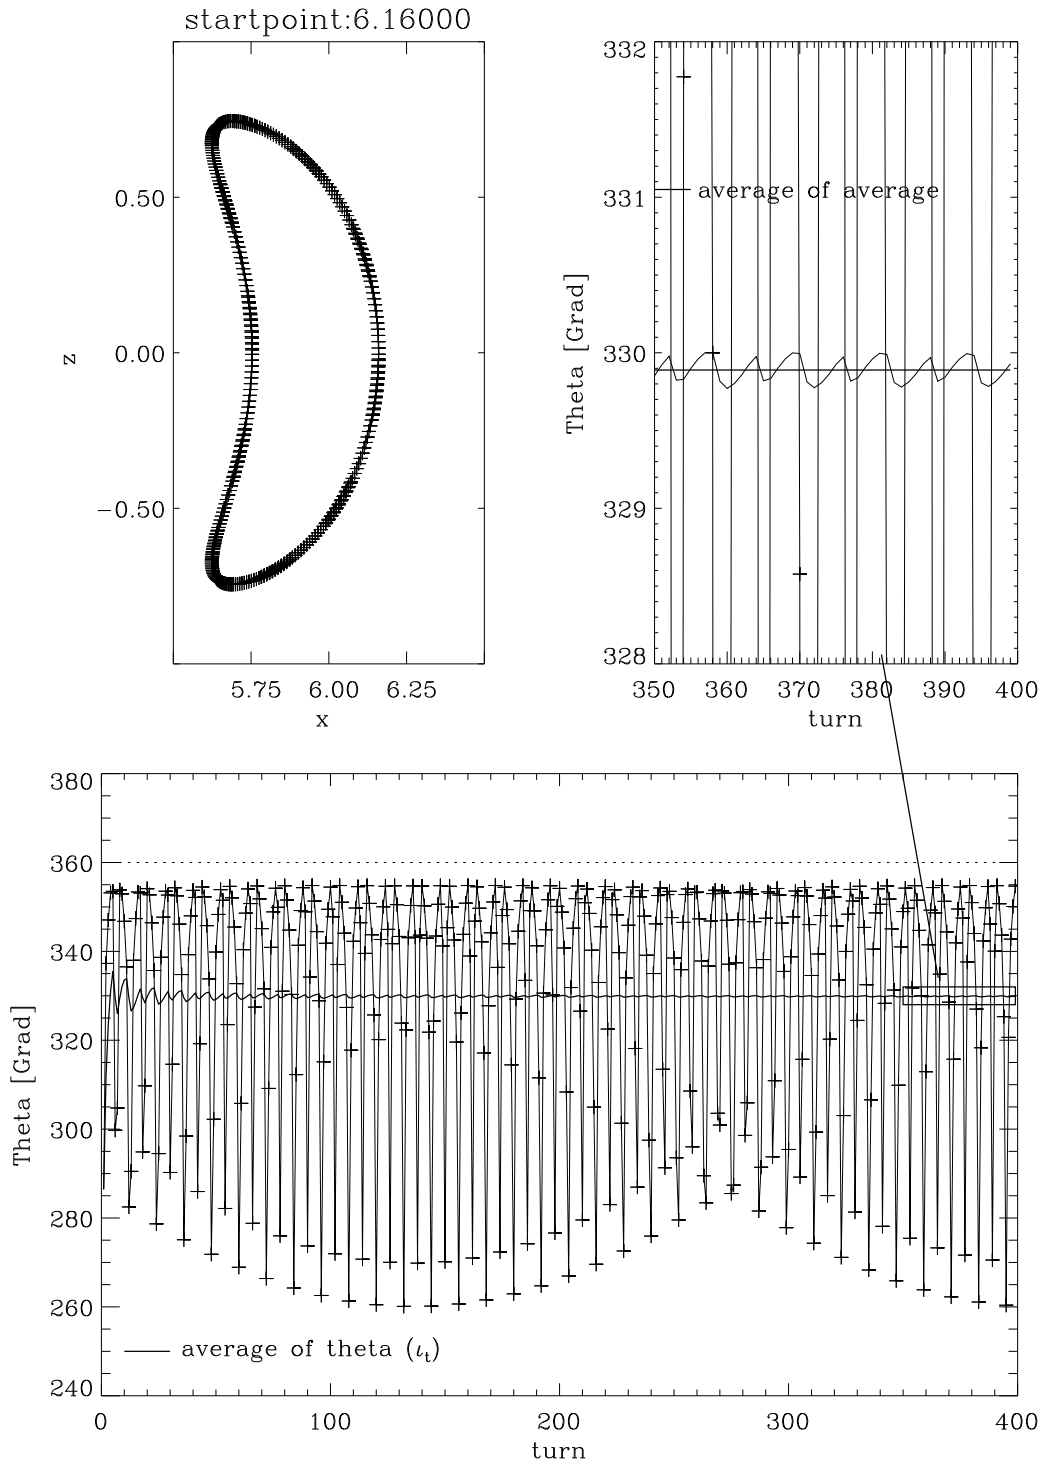 startpoint:6.16000
0.50
0.00
−0.50
z
5.75 6.00 6.25
x
332
331
330
329
328
Theta [Grad]
average of average
350 360 370 380 390 400
turn
380
360
340
320
300
280
260
240
Theta [Grad]
average of theta (ιt)
0 100 200 300 400
turn